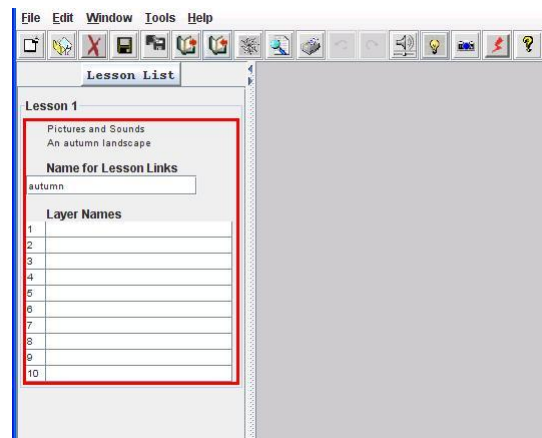 File Edit Window Tools Help
Lesson List
Lesson 1
Pictures and Sounds
An autumn landscape
Name for Lesson Links
autumn
Layer Names
1
2
3
4
5
6
7
8
9
10